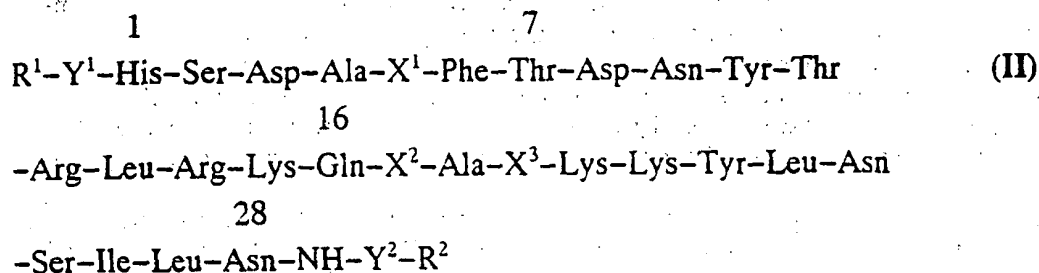 1 7
R¹–Y¹–His–Ser–Asp–Ala–X¹–Phe–Thr–Asp–Asn–Tyr–Thr (II)
16
-Arg–Leu–Arg–Lys–Gln–X²–Ala–X³–Lys–Lys–Tyr–Leu–Asn
28
-Ser–Ile–Leu–Asn–NH–Y²–R²